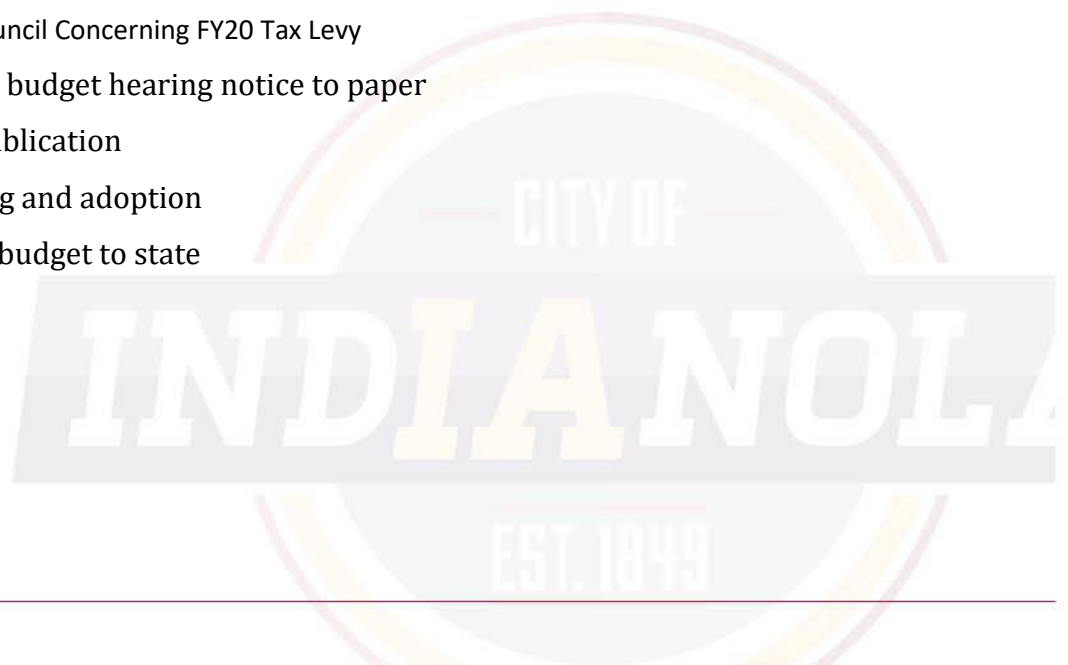 uncil Concerning FY20 Tax Levy
budget hearing notice to paper
blication
g and adoption
budget to state
CITY OF
INDIANOLA
EST. 1849